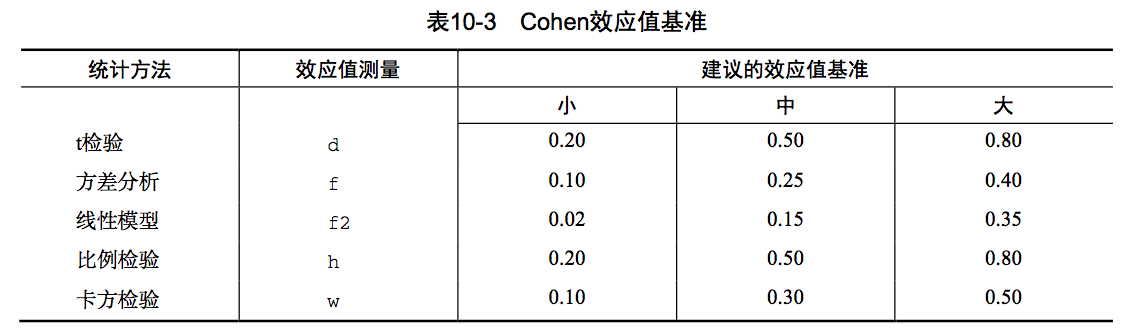 表10-3 Cohen效应值基准
统计方法 效应值测量 建议的效应值基准
小 中 大
t检验 d 0.20 0.50 0.80
方差分析 f 0.10 0.25 0.40
线性模型 f2 0.02 0.15 0.35
比例检验 h 0.20 0.50 0.80
卡方检验 w 0.10 0.30 0.50